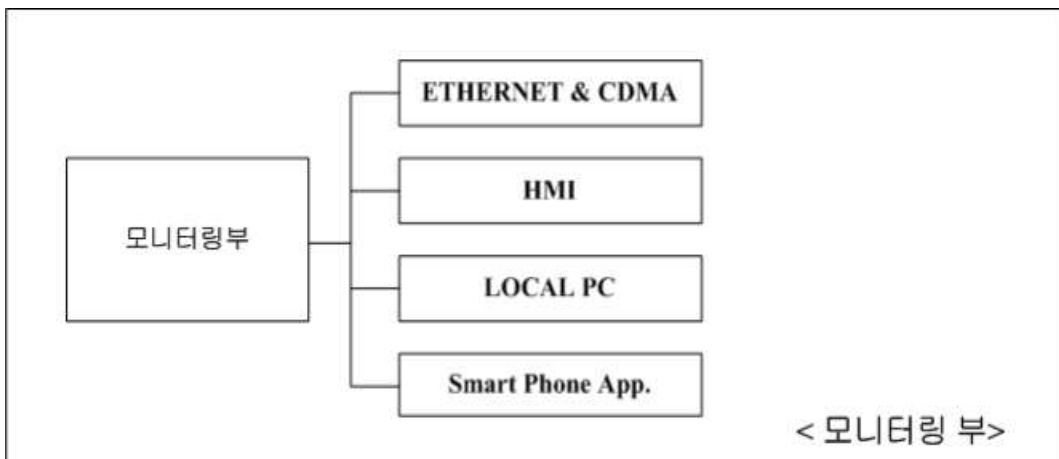 ETHERNET & CDMA
HMI
모니터링부
LOCAL PC
Smart Phone App.
< 모니터링 부>